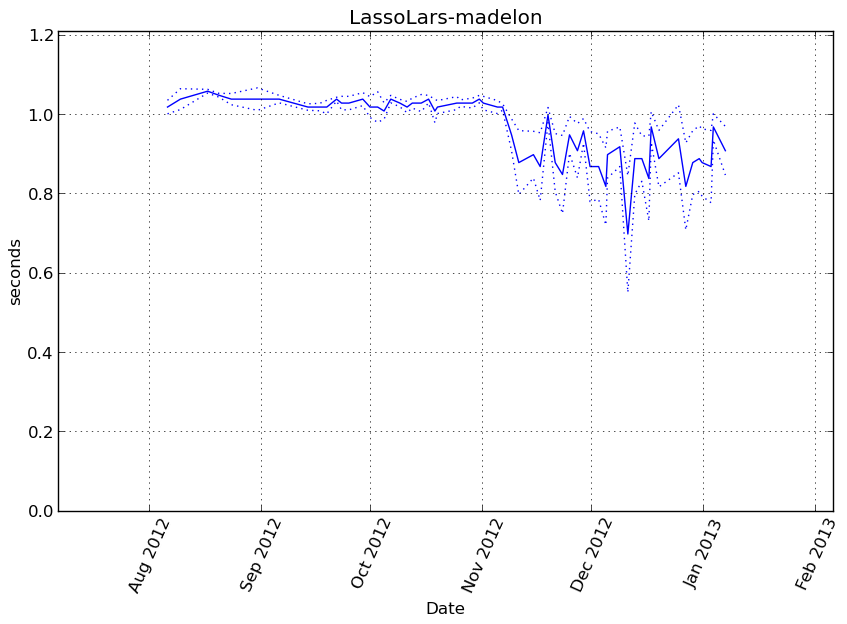 LassoLars-madelon
1.2
1.0
0.8
0.6
0.4
0.2
0.0
seconds
Aug 2012
Sep 2012
Oct 2012
Nov 2012
Dec 2012
Jan 2013
Feb 2013
Date